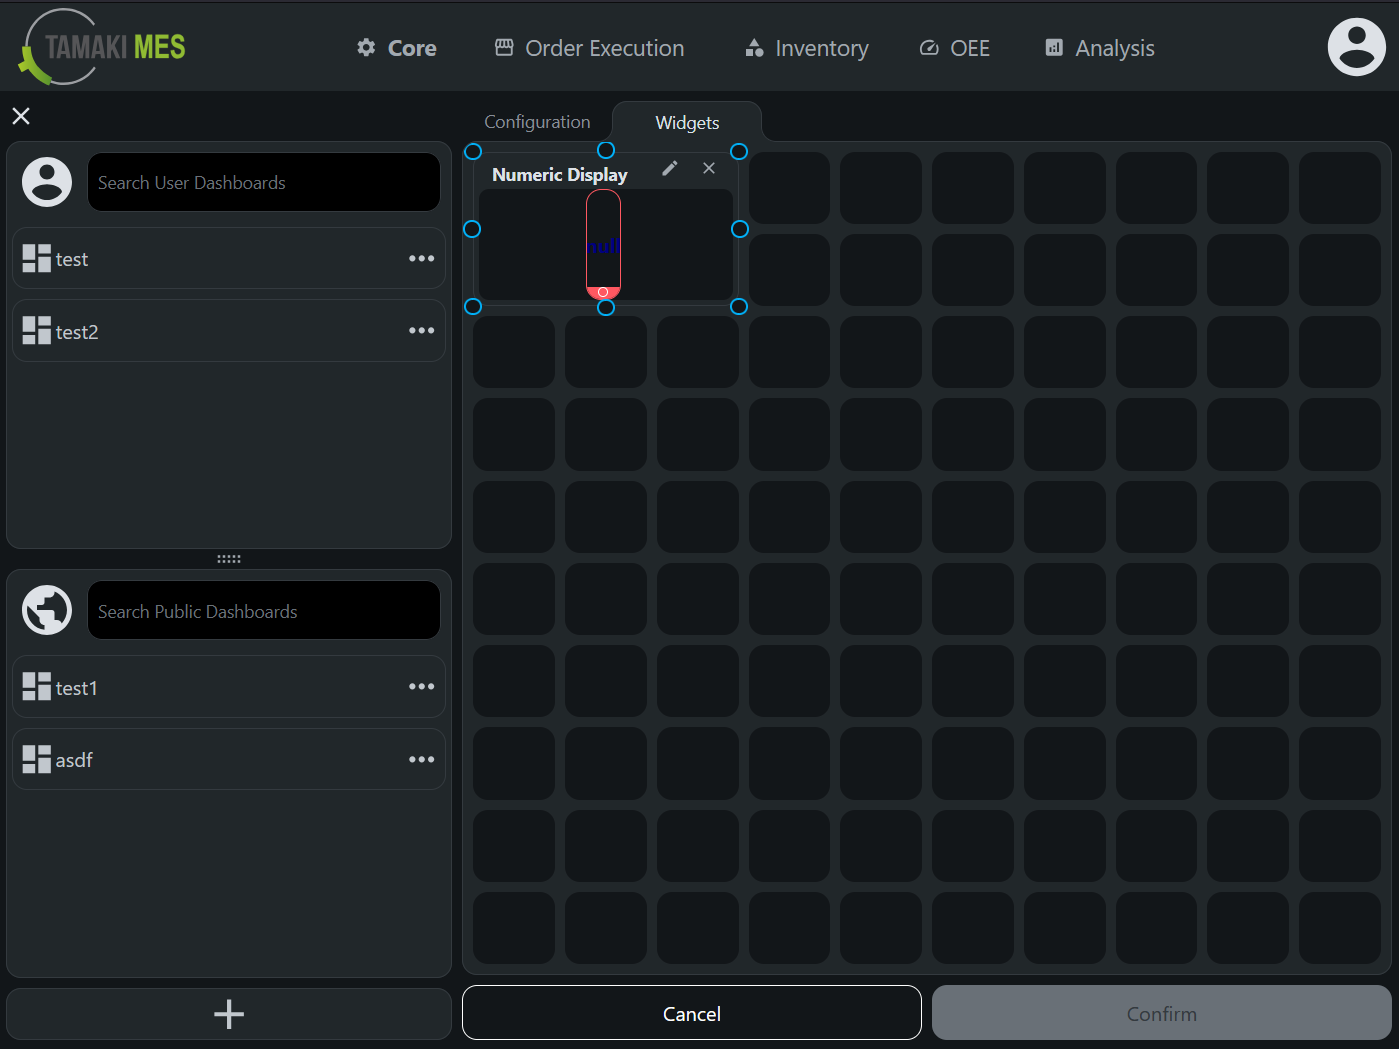 TAMAKI MES
Core
Order Execution
Inventory
OEE
Analysis
Configuration
Widgets
Search User Dashboards
Numeric Display
null
test
test2
Search Public Dashboards
test1
asdf
Cancel
Confirm